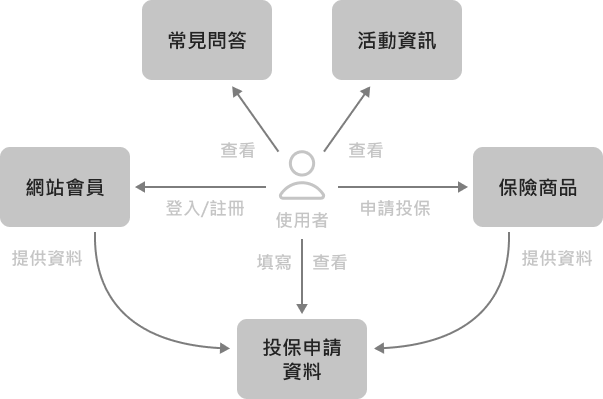 常見問答
活動資訊
查看
查看
網站會員
保險商品
登入/註冊
申請投保
使用者
提供資料
填寫
查看
提供資料
投保申請
資料